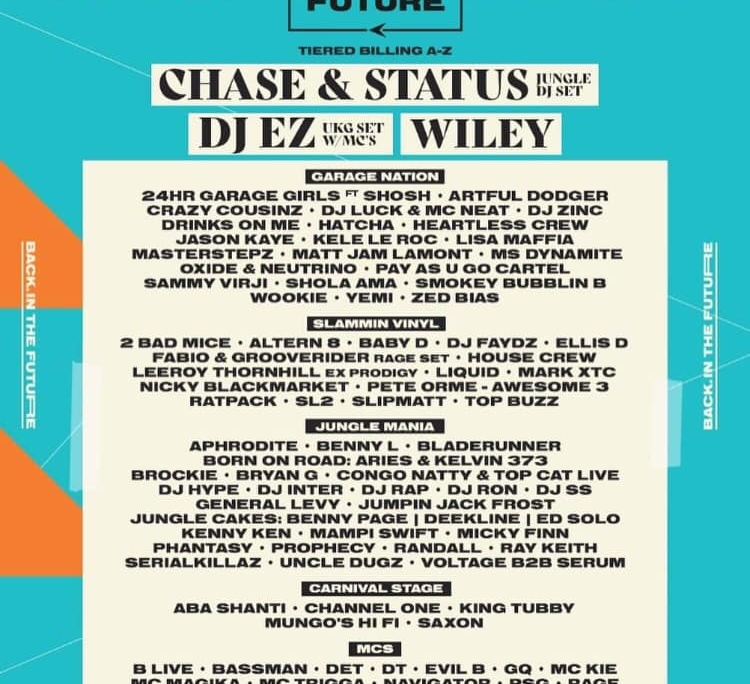 FUTURE
TIERED BILLING A-Z
CHASE & STATUS JUNGLE DJ SET
DJ EZ UKG SET W/MC'S WILEY
GARAGE NATION
24HR GARAGE GIRLS FT SHOSH • ARTFUL DODGER
CRAZY COUSINZ • DJ LUCK & MC NEAT • DJ ZINC
DRINKS ON ME • HATCHA • HEARTLESS CREW
JASON KAYE • KELE LE ROC • LISA MAFFIA
MASTERSTEPZ • MATT JAM LAMONT • MS DYNAMITE
OXIDE & NEUTRINO • PAY AS U GO CARTEL
SAMMY VIRJI • SHOLA AMA • SMOKEY BUBBLIN B
WOOKIE • YEMI • ZED BIAS
SLAMMIN VINYL
2 BAD MICE • ALTERN 8 • BABY D • DJ FAYDZ • ELLIS D
FABIO & GROOVERIDER RAGE SET • HOUSE CREW
LEEROY THORNHILL EX PRODIGY • LIQUID • MARK XTC
NICKY BLACKMARKET • PETE ORME - AWESOME 3
RATPACK • SL2 • SLIPMATT • TOP BUZZ
JUNGLE MANIA
APHRODITE • BENNY L • BLADERUNNER
BORN ON ROAD: ARIES & KELVIN 373
BROCKIE • BRYAN G • CONGO NATTY & TOP CAT LIVE
DJ HYPE • DJ INTER • DJ RAP • DJ RON • DJ SS
GENERAL LEVY • JUMPIN JACK FROST
JUNGLE CAKES: BENNY PAGE | DEEKLINE | ED SOLO
KENNY KEN • MAMPI SWIFT • MICKY FINN
PHANTASY • PROPHECY • RANDALL • RAY KEITH
SERIALKILLAZ • UNCLE DUGZ • VOLTAGE B2B SERUM
CARNIVAL STAGE
ABA SHANTI • CHANNEL ONE • KING TUBBY
MUNGO'S HI FI • SAXON
MCS
B LIVE • BASSMAN • DET • DT • EVIL B • GQ • MC KIE
MC MAGIKA • MC TRIGGA • NAVIGATOR • PSG • RAGE
BACK IN THE FUTURE
BACK IN THE FUTURE